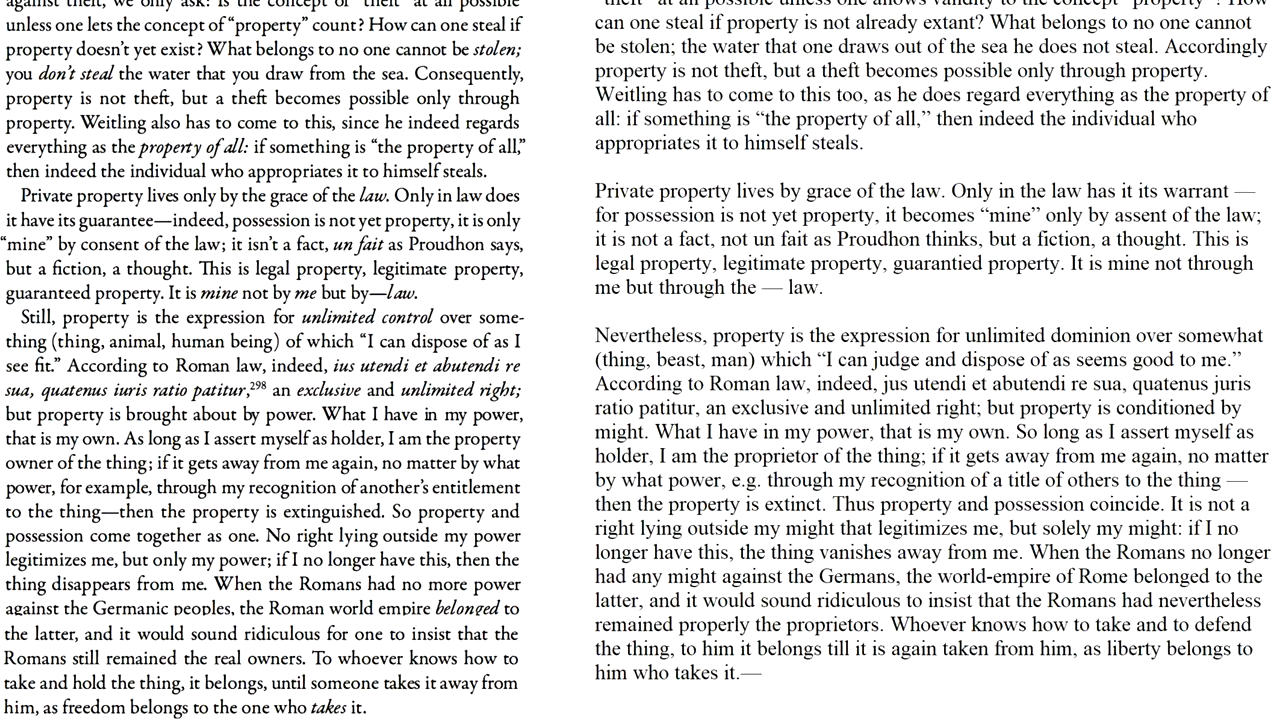 against theft, we only ask: Is the concept of "theft" at all possible
unless one lets the concept of “property” count? How can one steal if
property doesn’t yet exist? What belongs to no one cannot be stolen;
you don’t steal the water that you draw from the sea. Consequently,
property is not theft, but a theft becomes possible only through
property. Weitling also has to come to this, since he indeed regards
everything as the property of all: if something is “the property of all,”
then indeed the individual who appropriates it to himself steals.
Private property lives only by the grace of the law. Only in law does
it have its guarantee—indeed, possession is not yet property, it is only
“mine” by consent of the law; it isn’t a fact, un fait as Proudhon says,
but a fiction, a thought. This is legal property, legitimate property,
guaranteed property. It is mine not by me but by—law.
Still, property is the expression for unlimited control over some-
thing (thing, animal, human being) of which “I can dispose of as I
see fit.” According to Roman law, indeed, ius utendi et abutendi re
sua, quatenus iuris ratio patitur,298 an exclusive and unlimited right;
but property is brought about by power. What I have in my power,
that is my own. As long as I assert myself as holder, I am the property
owner of the thing; if it gets away from me again, no matter by what
power, for example, through my recognition of another’s entitlement
to the thing—then the property is extinguished. So property and
possession come together as one. No right lying outside my power
legitimizes me, but only my power; if I no longer have this, then the
thing disappears from me. When the Romans had no more power
against the Germanic peoples, the Roman world empire belonged to
the latter, and it would sound ridiculous for one to insist that the
Romans still remained the real owners. To whoever knows how to
take and hold the thing, it belongs, until someone takes it away from
him, as freedom belongs to the one who takes it.
"theft" at all possible unless one allows validity to the concept "property"? How
can one steal if property is not already extant? What belongs to no one cannot
be stolen; the water that one draws out of the sea he does not steal. Accordingly
property is not theft, but a theft becomes possible only through property.
Weitling has to come to this too, as he does regard everything as the property of
all: if something is “the property of all,” then indeed the individual who
appropriates it to himself steals.
Private property lives by grace of the law. Only in the law has it its warrant —
for possession is not yet property, it becomes “mine” only by assent of the law;
it is not a fact, not un fait as Proudhon thinks, but a fiction, a thought. This is
legal property, legitimate property, guarantied property. It is mine not through
me but through the — law.
Nevertheless, property is the expression for unlimited dominion over somewhat
(thing, beast, man) which “I can judge and dispose of as seems good to me.”
According to Roman law, indeed, jus utendi et abutendi re sua, quatenus juris
ratio patitur, an exclusive and unlimited right; but property is conditioned by
might. What I have in my power, that is my own. So long as I assert myself as
holder, I am the proprietor of the thing; if it gets away from me again, no matter
by what power, e.g. through my recognition of a title of others to the thing —
then the property is extinct. Thus property and possession coincide. It is not a
right lying outside my might that legitimizes me, but solely my might: if I no
longer have this, the thing vanishes away from me. When the Romans no longer
had any might against the Germans, the world-empire of Rome belonged to the
latter, and it would sound ridiculous to insist that the Romans had nevertheless
remained properly the proprietors. Whoever knows how to take and to defend
the thing, to him it belongs till it is again taken from him, as liberty belongs to
him who takes it.—